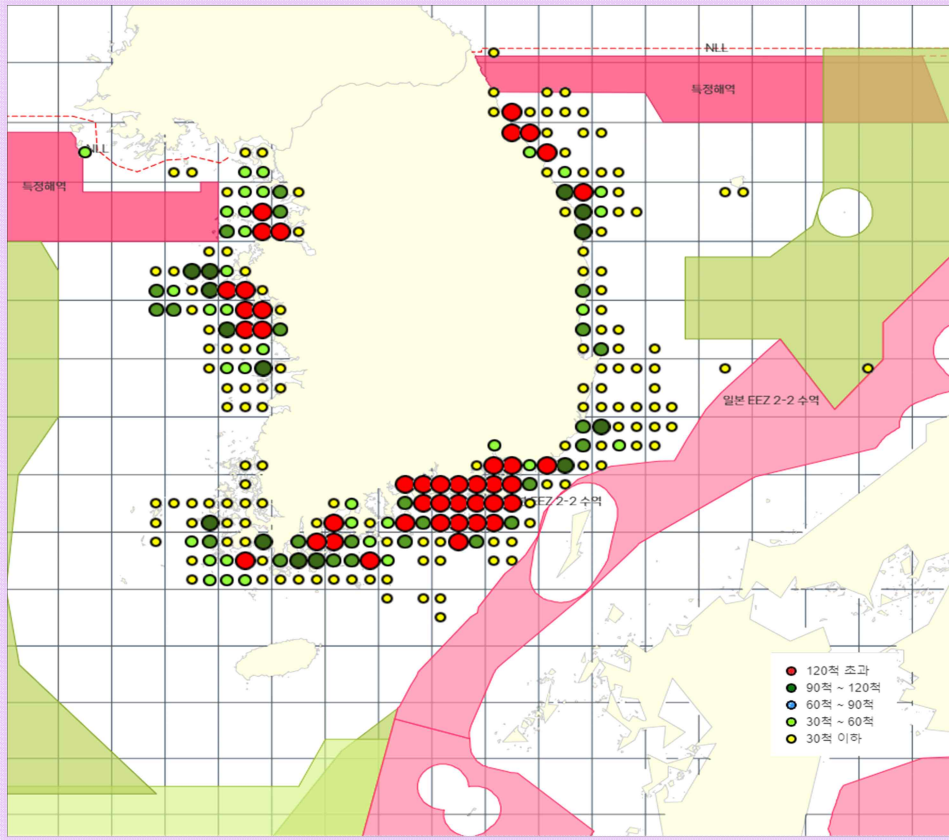 NLL
특정해역
NLL
특정해역
일본 EEZ 2-2 수역
EEZ 2-2 수역
120척 초과
90척 ~ 120척
60척 ~ 90척
30척 ~ 60척
30척 이하